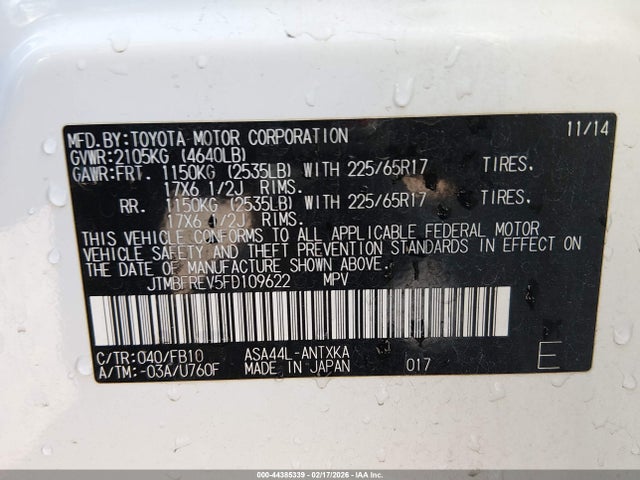 MFD.BY:TOYOTA MOTOR CORPORATION 11/14
GVWR:2105KG (4640LB)
GAWR:FRT. 1150KG (2535LB) WITH 225/65R17 TIRES.
17X6 1/2J RIMS.
RR. 1150KG (2535LB) WITH 225/65R17 TIRES.
17X6 1/2J RIMS.
THIS VEHICLE CONFORMS TO ALL APPLICABLE FEDERAL MOTOR
VEHICLE SAFETY AND THEFT PREVENTION STANDARDS IN EFFECT ON
THE DATE OF MANUFACTURE SHOWN ABOVE.
JTMBFREV5FD109622 MPV
C/TR:040/FB10 ASA44L-ANTXKA
A/TM:-03A/U760F MADE IN JAPAN 017 E
000-44385339 - 02/17/2026 - IAA Inc.